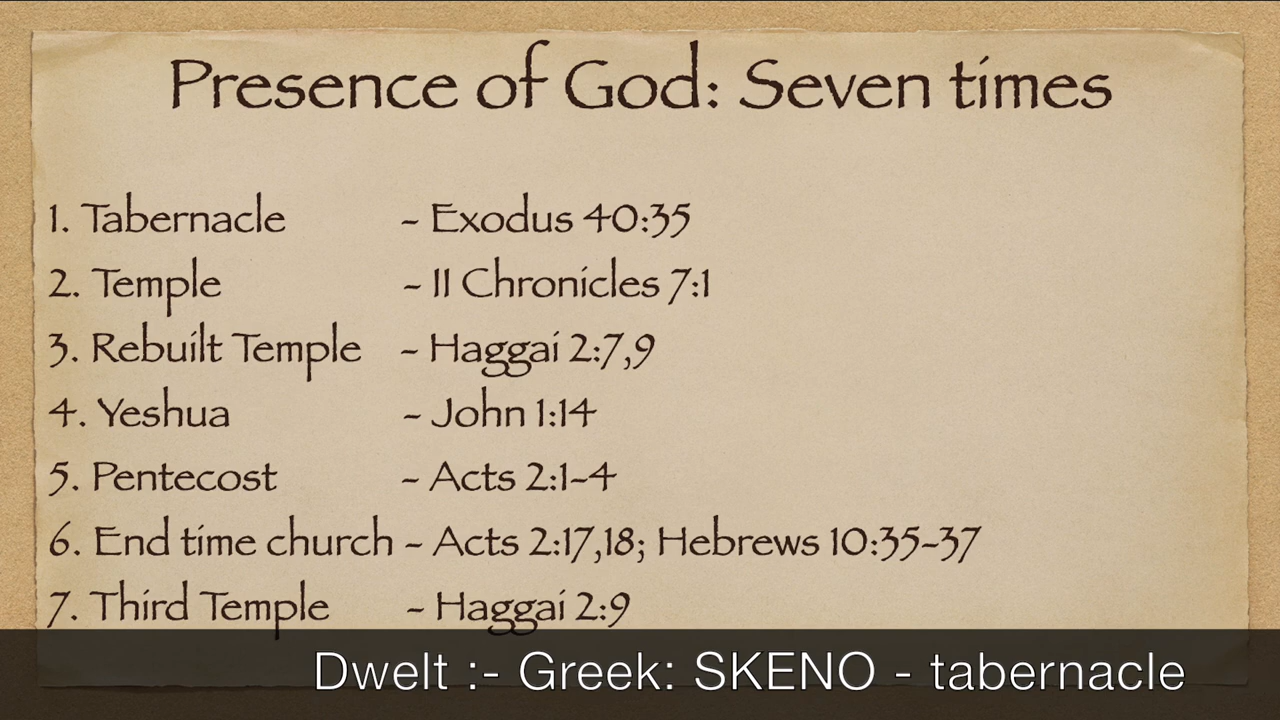 Presence of God: Seven times
1. Tabernacle - Exodus 40:35
2. Temple - II Chronicles 7:1
3. Rebuilt Temple - Haggai 2:7,9
4. Yeshua - John 1:14
5. Pentecost - Acts 2:1-4
6. End time church - Acts 2:17,18; Hebrews 10:35-37
7. Third Temple - Haggai 2:9
Dwelt :- Greek: SKENO - tabernacle